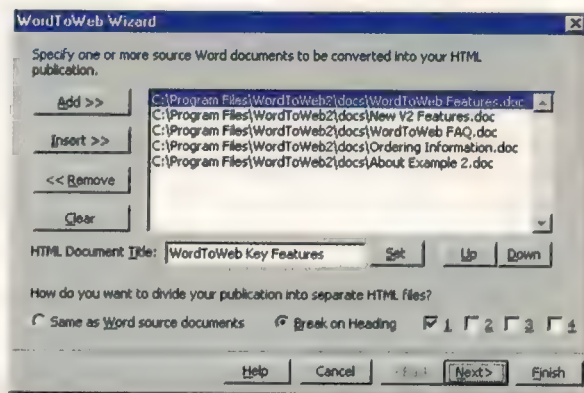 WordToWeb Wizard
Specify one or more source Word documents to be converted into your HTML
publication.
Add >>
Insert >>
<< Remove
Clear
C:\Program Files\WordToWeb2\docs\WordToWeb Features.doc
C:\Program Files\WordToWeb2\docs\New V2 Features.doc
C:\Program Files\WordToWeb2\docs\WordToWeb FAQ.doc
C:\Program Files\WordToWeb2\docs\Ordering Information.doc
C:\Program Files\WordToWeb2\docs\About Example 2.doc
HTML Document Title: WordToWeb Key Features Set Up Down
How do you want to divide your publication into separate HTML files?
Same as Word source documents Break on Heading 1 2 3 4
Help Cancel Next> Finish